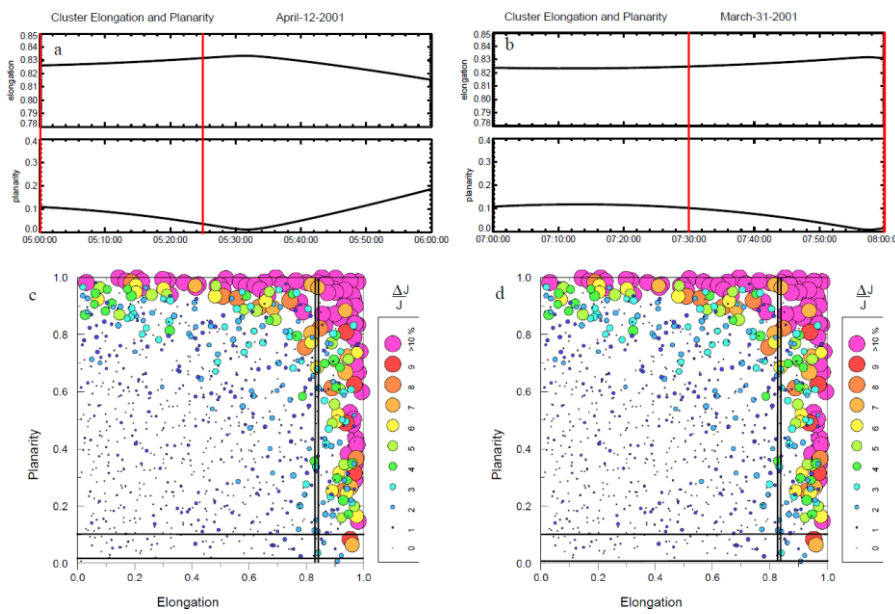 Cluster Elongation and Planarity April-12-2001
a
elongation
0.85
0.84
0.83
0.82
0.81
0.80
0.79
0.78
planarity
0.4
0.3
0.2
0.1
0.0
05:00:00 05:10:00 05:20:00 05:30:00 05:40:00 05:50:00 06:00:00
Cluster Elongation and Planarity March-31-2001
b
elongation
0.85
0.84
0.83
0.82
0.81
0.80
0.79
0.78
planarity
0.4
0.3
0.2
0.1
0.0
07:00:00 07:10:00 07:20:00 07:30:00 07:40:00 07:50:00 08:00:00
c
Planarity
1.0
0.8
0.6
0.4
0.2
0.0
0.0 0.2 0.4 0.6 0.8 1.0
Elongation
ΔJ
J
>10 %
9
8
7
6
5
4
3
2
1
0
d
Planarity
1.0
0.8
0.6
0.4
0.2
0.0
0.0 0.2 0.4 0.6 0.8 1.0
Elongation
ΔJ
J
>10 %
9
8
7
6
5
4
3
2
1
0